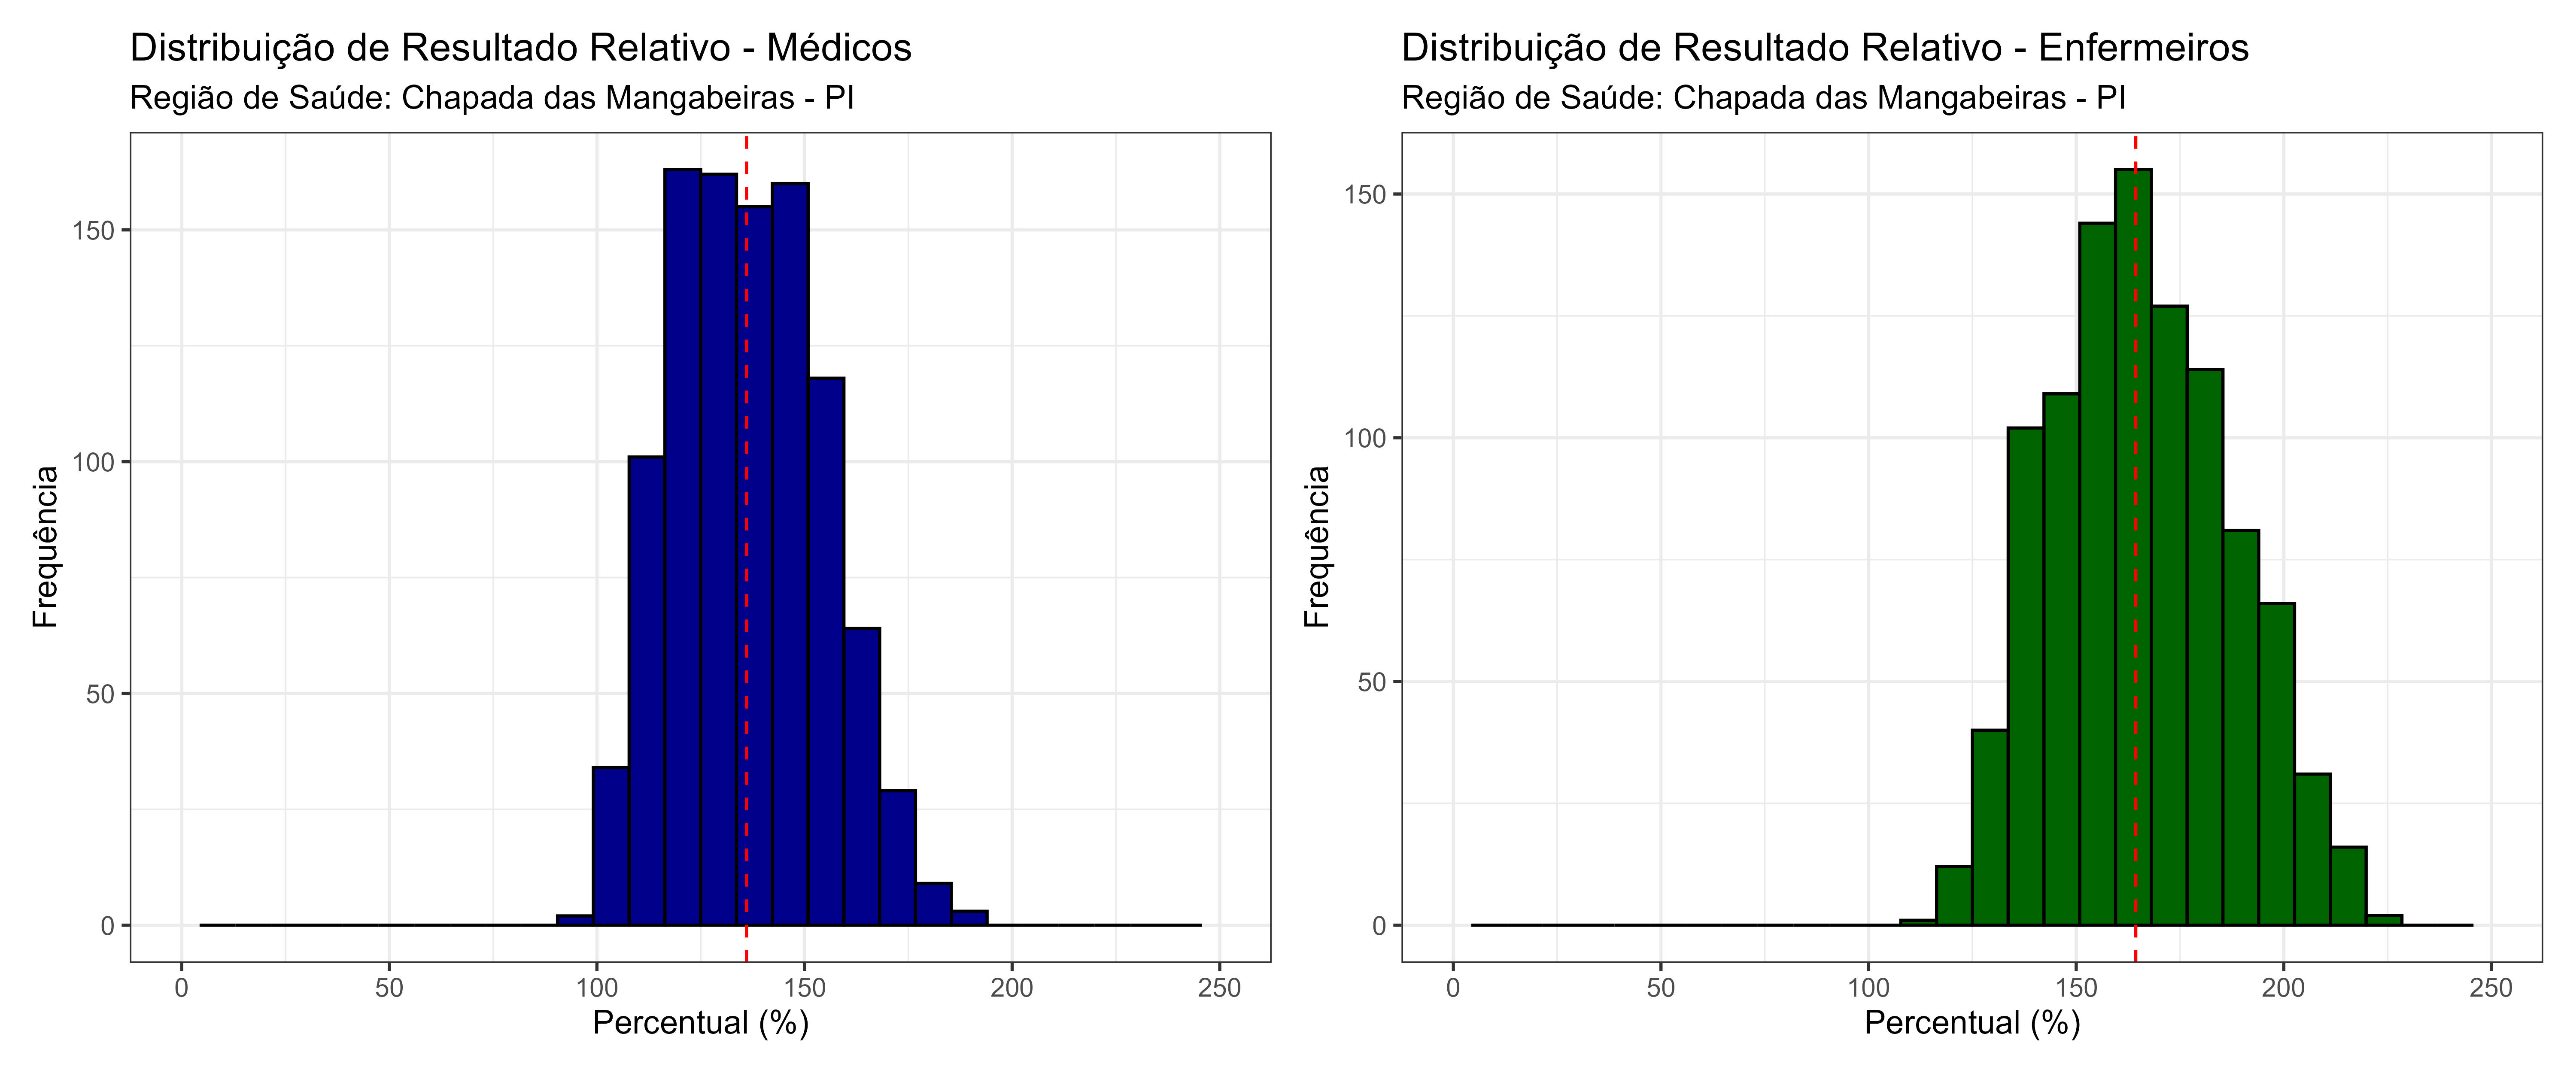 Distribuição de Resultado Relativo - Médicos
Região de Saúde: Chapada das Mangabeiras - PI
Frequência
150
100
50
0
0 50 100 150 200 250
Percentual (%)
Distribuição de Resultado Relativo - Enfermeiros
Região de Saúde: Chapada das Mangabeiras - PI
Frequência
150
100
50
0
0 50 100 150 200 250
Percentual (%)